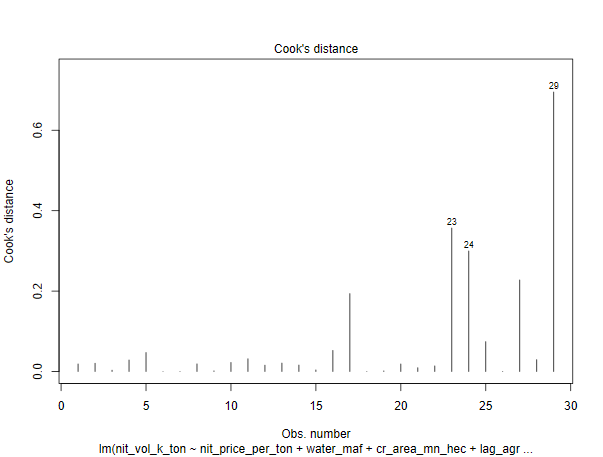 Cook's distance
29
23
24
Cook's distance
0.6
0.4
0.2
0.0
0 5 10 15 20 25 30
Obs. number
lm(nit_vol_k_ton ~ nit_price_per_ton + water_maf + cr_area_mn_hec + lag_agr ...